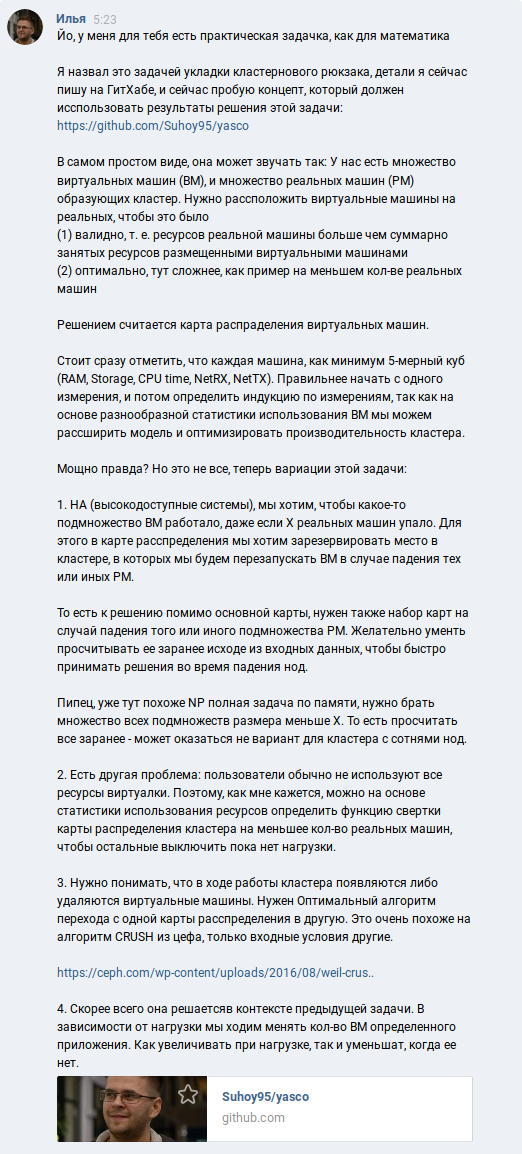 Илья 5:23
Йо, у меня для тебя есть практическая задачка, как для математика
Я назвал это задачей укладки кластернового рюкзака, детали я сейчас
пишу на ГитХабе, и сейчас пробую концепт, который должен
исспользовать результаты решения этой задачи:
https://github.com/Suhoy95/yasco
В самом простом виде, она может звучать так: У нас есть множество
виртуальных машин (ВМ), и множество реальных машин (РМ)
образующих кластер. Нужно рассположить виртуальные машины на
реальных, чтобы это было
(1) валидно, т. е. ресурсов реальной машины больше чем суммарно
занятых ресурсов размещенными виртуальными машинами
(2) оптимально, тут сложнее, как пример на меньшем кол-ве реальных
машин
Решением считается карта распраделения виртуальных машин.
Стоит сразу отметить, что каждая машина, как минимум 5-мерный куб
(RAM, Storage, CPU time, NetRX, NetTX). Правильнее начать с одного
измерения, и потом определить индукцию по измерениям, так как на
основе разнообразной статистики использования ВМ мы можем
рассширить модель и оптимизировать производительность кластера.
Мощно правда? Но это не все, теперь вариации этой задачи:
1. НА (высокодоступные системы), мы хотим, чтобы какое-то
подмножество ВМ работало, даже если X реальных машин упало. Для
этого в карте расспределения мы хотим зарезервировать место в
кластере, в которых мы будем перезапускать ВМ в случае падения тех
или иных РМ.
То есть к решению помимо основной карты, нужен также набор карт на
случай падения того или иного подмножества РМ. Желательно уметь
просчитывать ее заранее исходе из входных данных, чтобы быстро
принимать решения во время падения нод.
Пипец, уже тут похоже NP полная задача по памяти, нужно брать
множество всех подмножеств размера меньше X. То есть просчитать
все заранее - может оказаться не вариант для кластера с сотнями нод.
2. Есть другая проблема: пользователи обычно не используют все
ресурсы виртуалки. Поэтому, как мне кажется, можно на основе
статистики использования ресурсов определить функцию свертки
карты распределения кластера на меньшее кол-во реальных машин,
чтобы остальные выключить пока нет нагрузки.
3. Нужно понимать, что в ходе работы кластера появляются либо
удаляются виртуальные машины. Нужен Оптимальный алгоритм
перехода с одной карты расспределения в другую. Это очень похоже на
алгоритм CRUSH из цефа, только входные условия другие.
https://ceph.com/wp-content/uploads/2016/08/weil-crus..
4. Скорее всего она решаетсяв контексте предыдущей задачи. В
зависимости от нагрузки мы ходим менять кол-во ВМ определенного
приложения. Как увеличивать при нагрузке, так и уменьшат, когда ее
нет.
Suhoy95/yasco
github.com